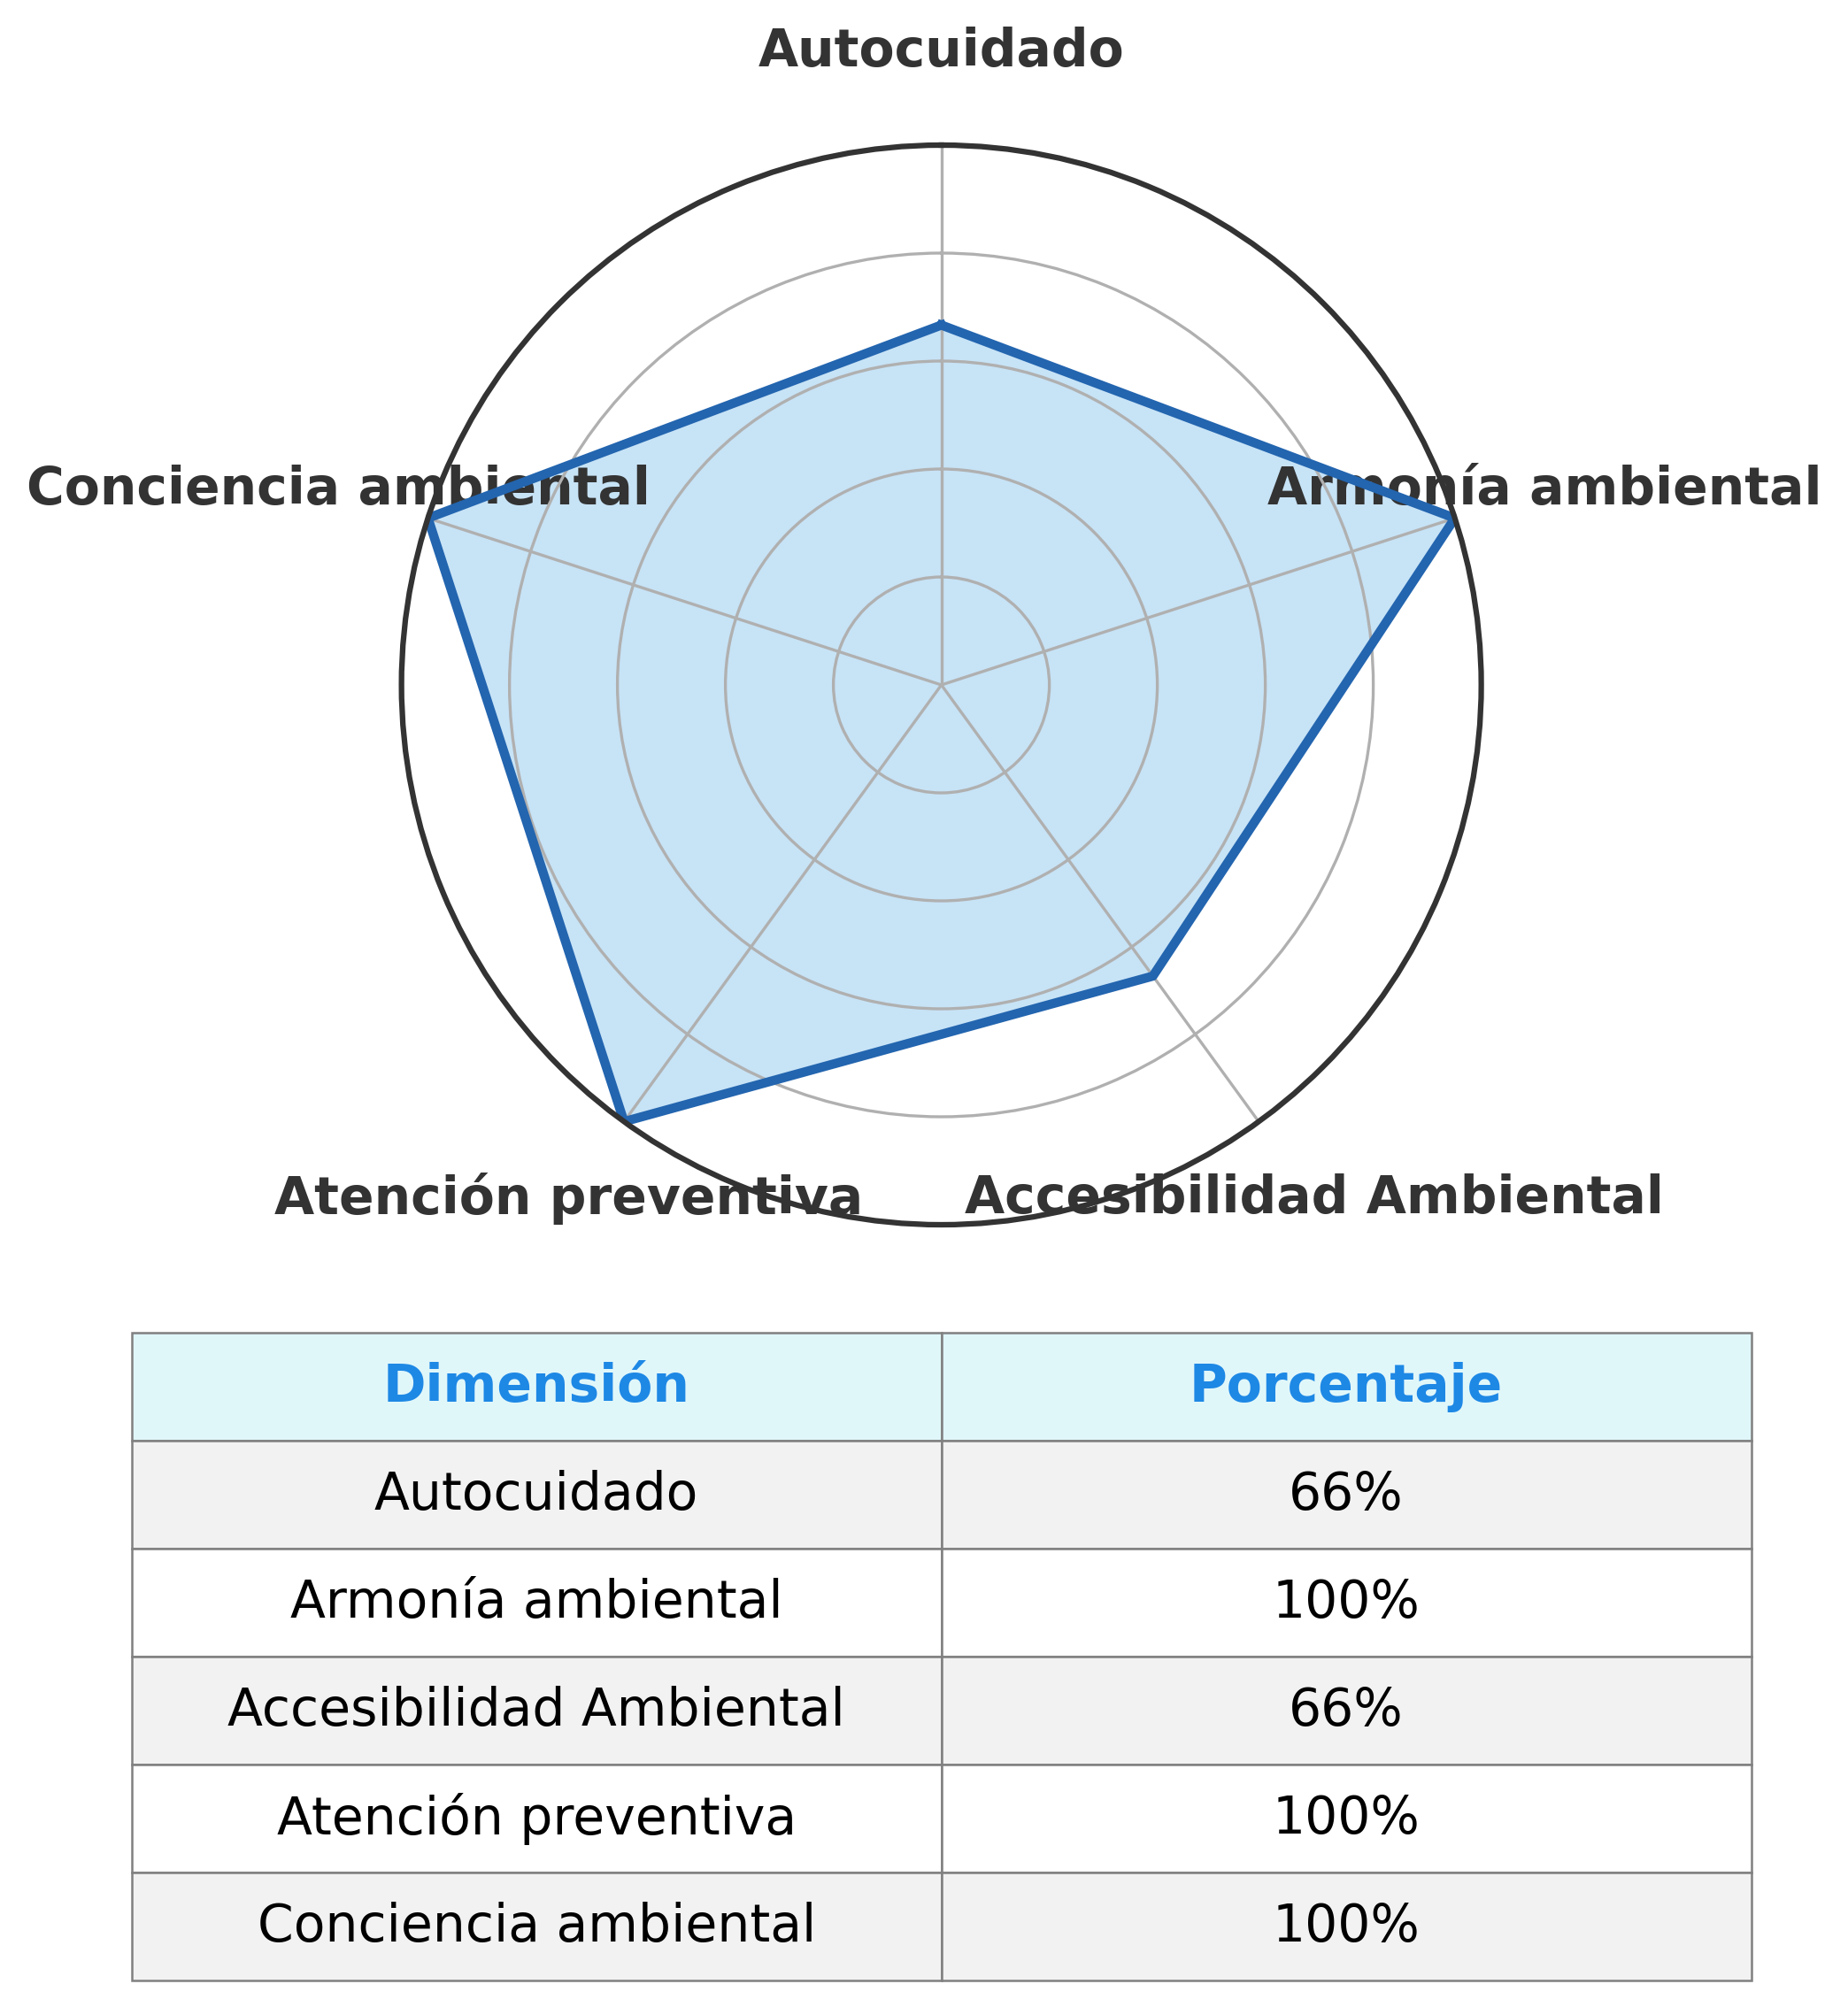 Autocuidado
Conciencia ambiental
Armonía ambiental
Atención preventiva
Accesibilidad Ambiental
Dimensión Porcentaje
Autocuidado 66%
Armonía ambiental 100%
Accesibilidad Ambiental 66%
Atención preventiva 100%
Conciencia ambiental 100%